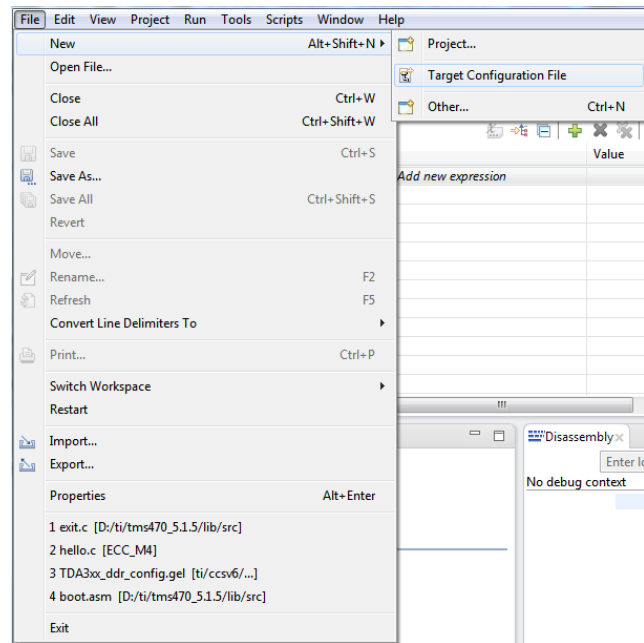 File Edit View Project Run Tools Scripts Window Help
New Alt+Shift+N
Project...
Open File...
Target Configuration File
Close Ctrl+W
Other... Ctrl+N
Close All Ctrl+Shift+W
Value
Save Ctrl+S
Save As...
Add new expression
Save All Ctrl+Shift+S
Revert
Move...
Rename... F2
Refresh F5
Convert Line Delimiters To
Print... Ctrl+P
Switch Workspace
Restart
Import...
Disassembly
Export...
Enter lo
No debug context
Properties Alt+Enter
1 exit.c [D:/ti/tms470_5.1.5/lib/src]
2 hello.c [ECC_M4]
3 TDA3xx_ddr_config.gel [ti/ccsv6/...]
4 boot.asm [D:/ti/tms470_5.1.5/lib/src]
Exit